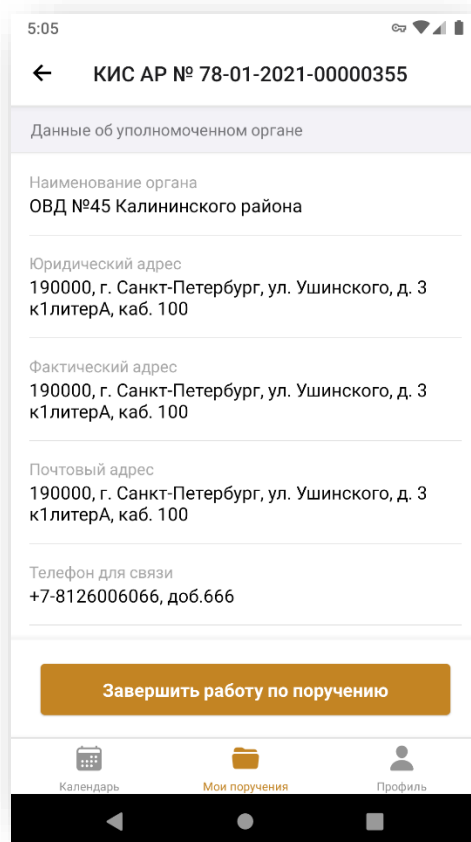 5:05
КИС АР № 78-01-2021-00000355
Данные об уполномоченном органе
Наименование органа
ОВД №45 Калининского района
Юридический адрес
190000, г. Санкт-Петербург, ул. Ушинского, д. 3
к1литерА, каб. 100
Фактический адрес
190000, г. Санкт-Петербург, ул. Ушинского, д. 3
к1литерА, каб. 100
Почтовый адрес
190000, г. Санкт-Петербург, ул. Ушинского, д. 3
к1литерА, каб. 100
Телефон для связи
+7-8126006066, доб.666
Завершить работу по поручению
Календарь Мои поручения Профиль